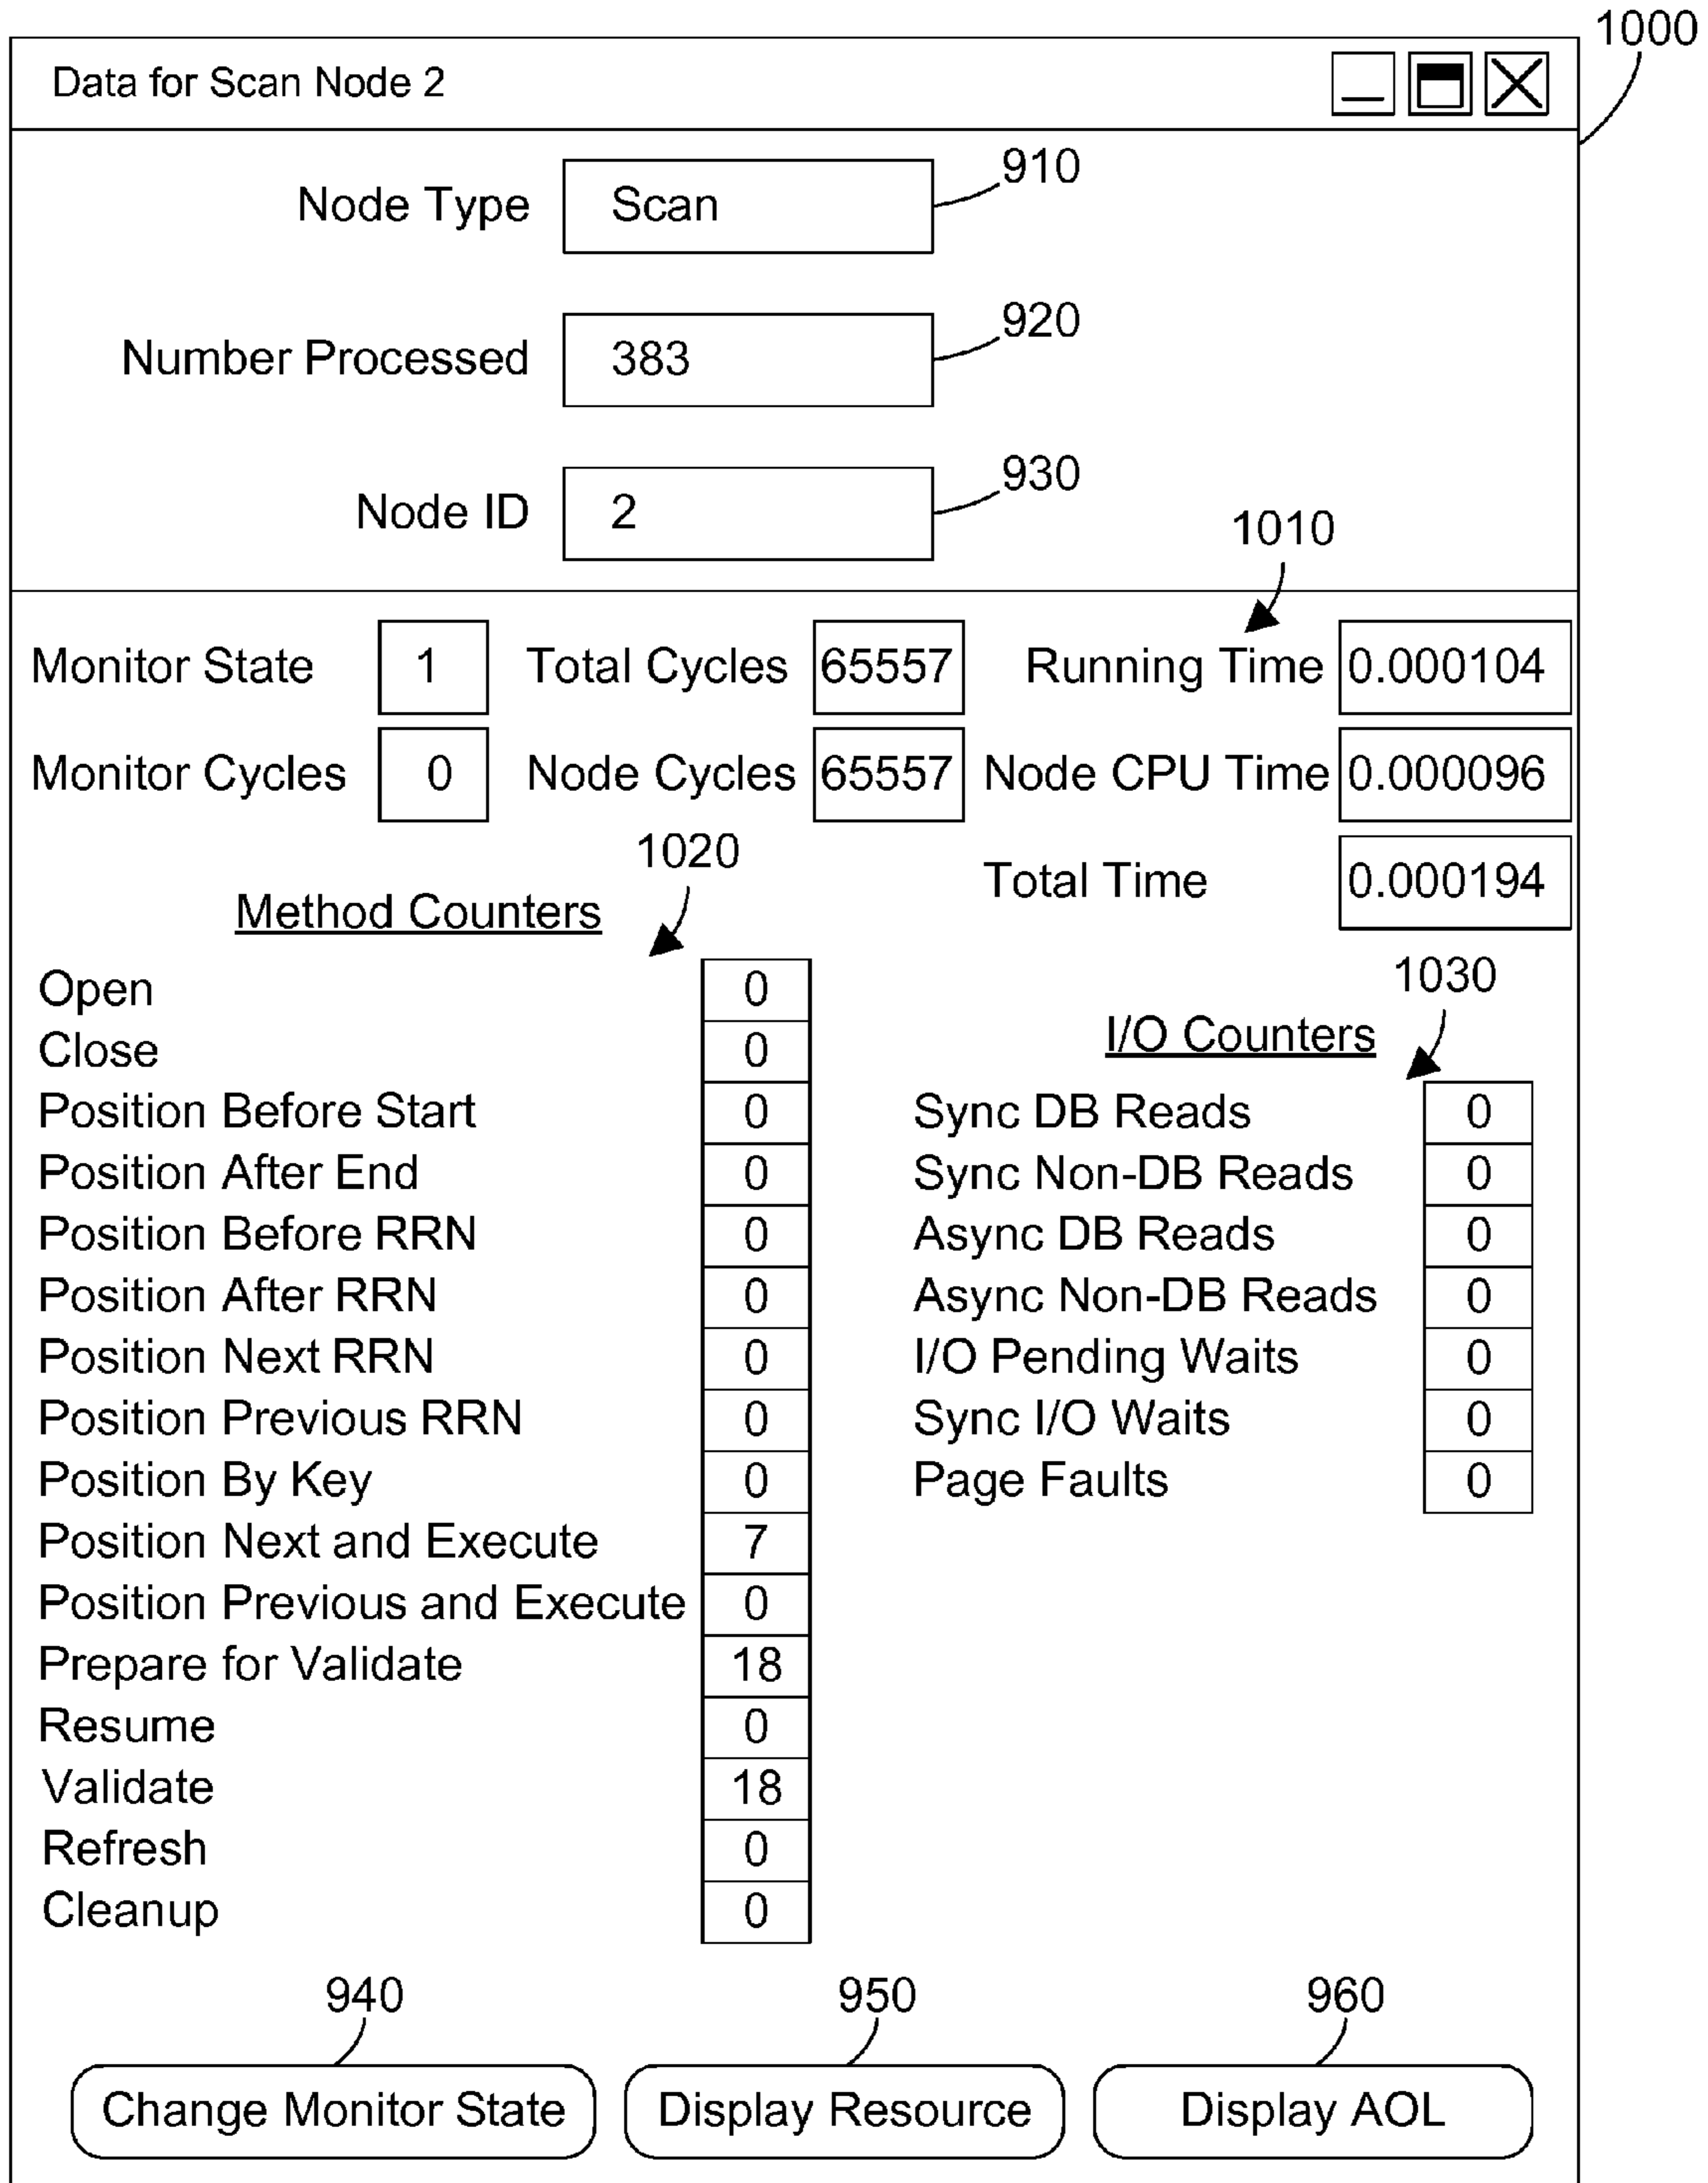 1000
Data for Scan Node 2
Node Type Scan 910
Number Processed 383 920
Node ID 2 930
1010
Monitor State 1 Total Cycles 65557 Running Time 0.000104
Monitor Cycles 0 Node Cycles 65557 Node CPU Time 0.000096
1020
Total Time 0.000194
Method Counters
1030
Open 0
I/O Counters
Close 0
Position Before Start 0 Sync DB Reads 0
Position After End 0 Sync Non-DB Reads 0
Position Before RRN 0 Async DB Reads 0
Position After RRN 0 Async Non-DB Reads 0
Position Next RRN 0 I/O Pending Waits 0
Position Previous RRN 0 Sync I/O Waits 0
Position By Key 0 Page Faults 0
Position Next and Execute 7
Position Previous and Execute 0
Prepare for Validate 18
Resume 0
Validate 18
Refresh 0
Cleanup 0
940 950 960
Change Monitor State Display Resource Display AOL